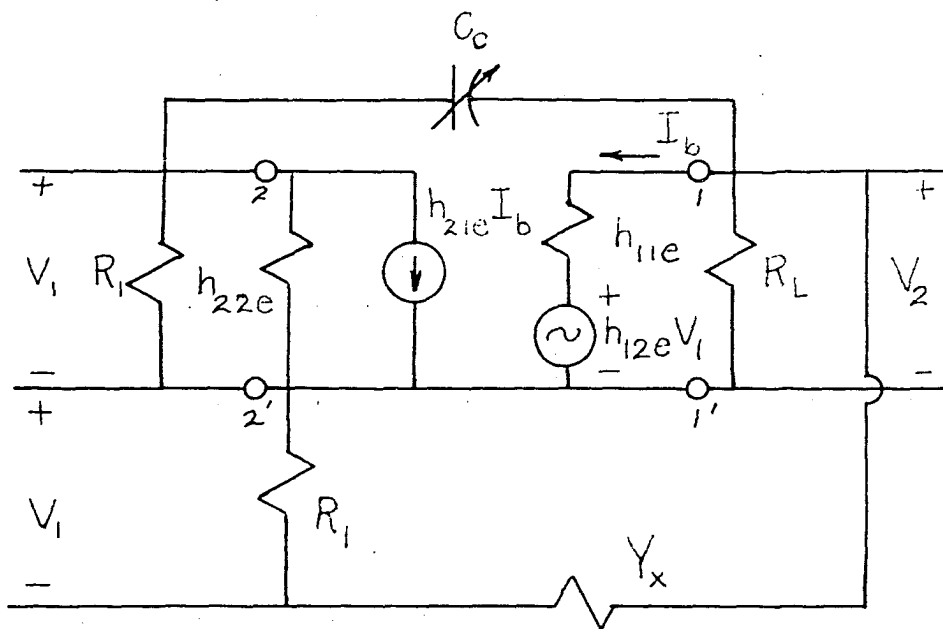 C_c
I_b
+ 2 1 +
V_1 R_1 h_22e h_21e I_b h_11e R_L V_2
+
h_12e V_1
− 2' − 1' −
+
V_1 R_1 Y_x
−